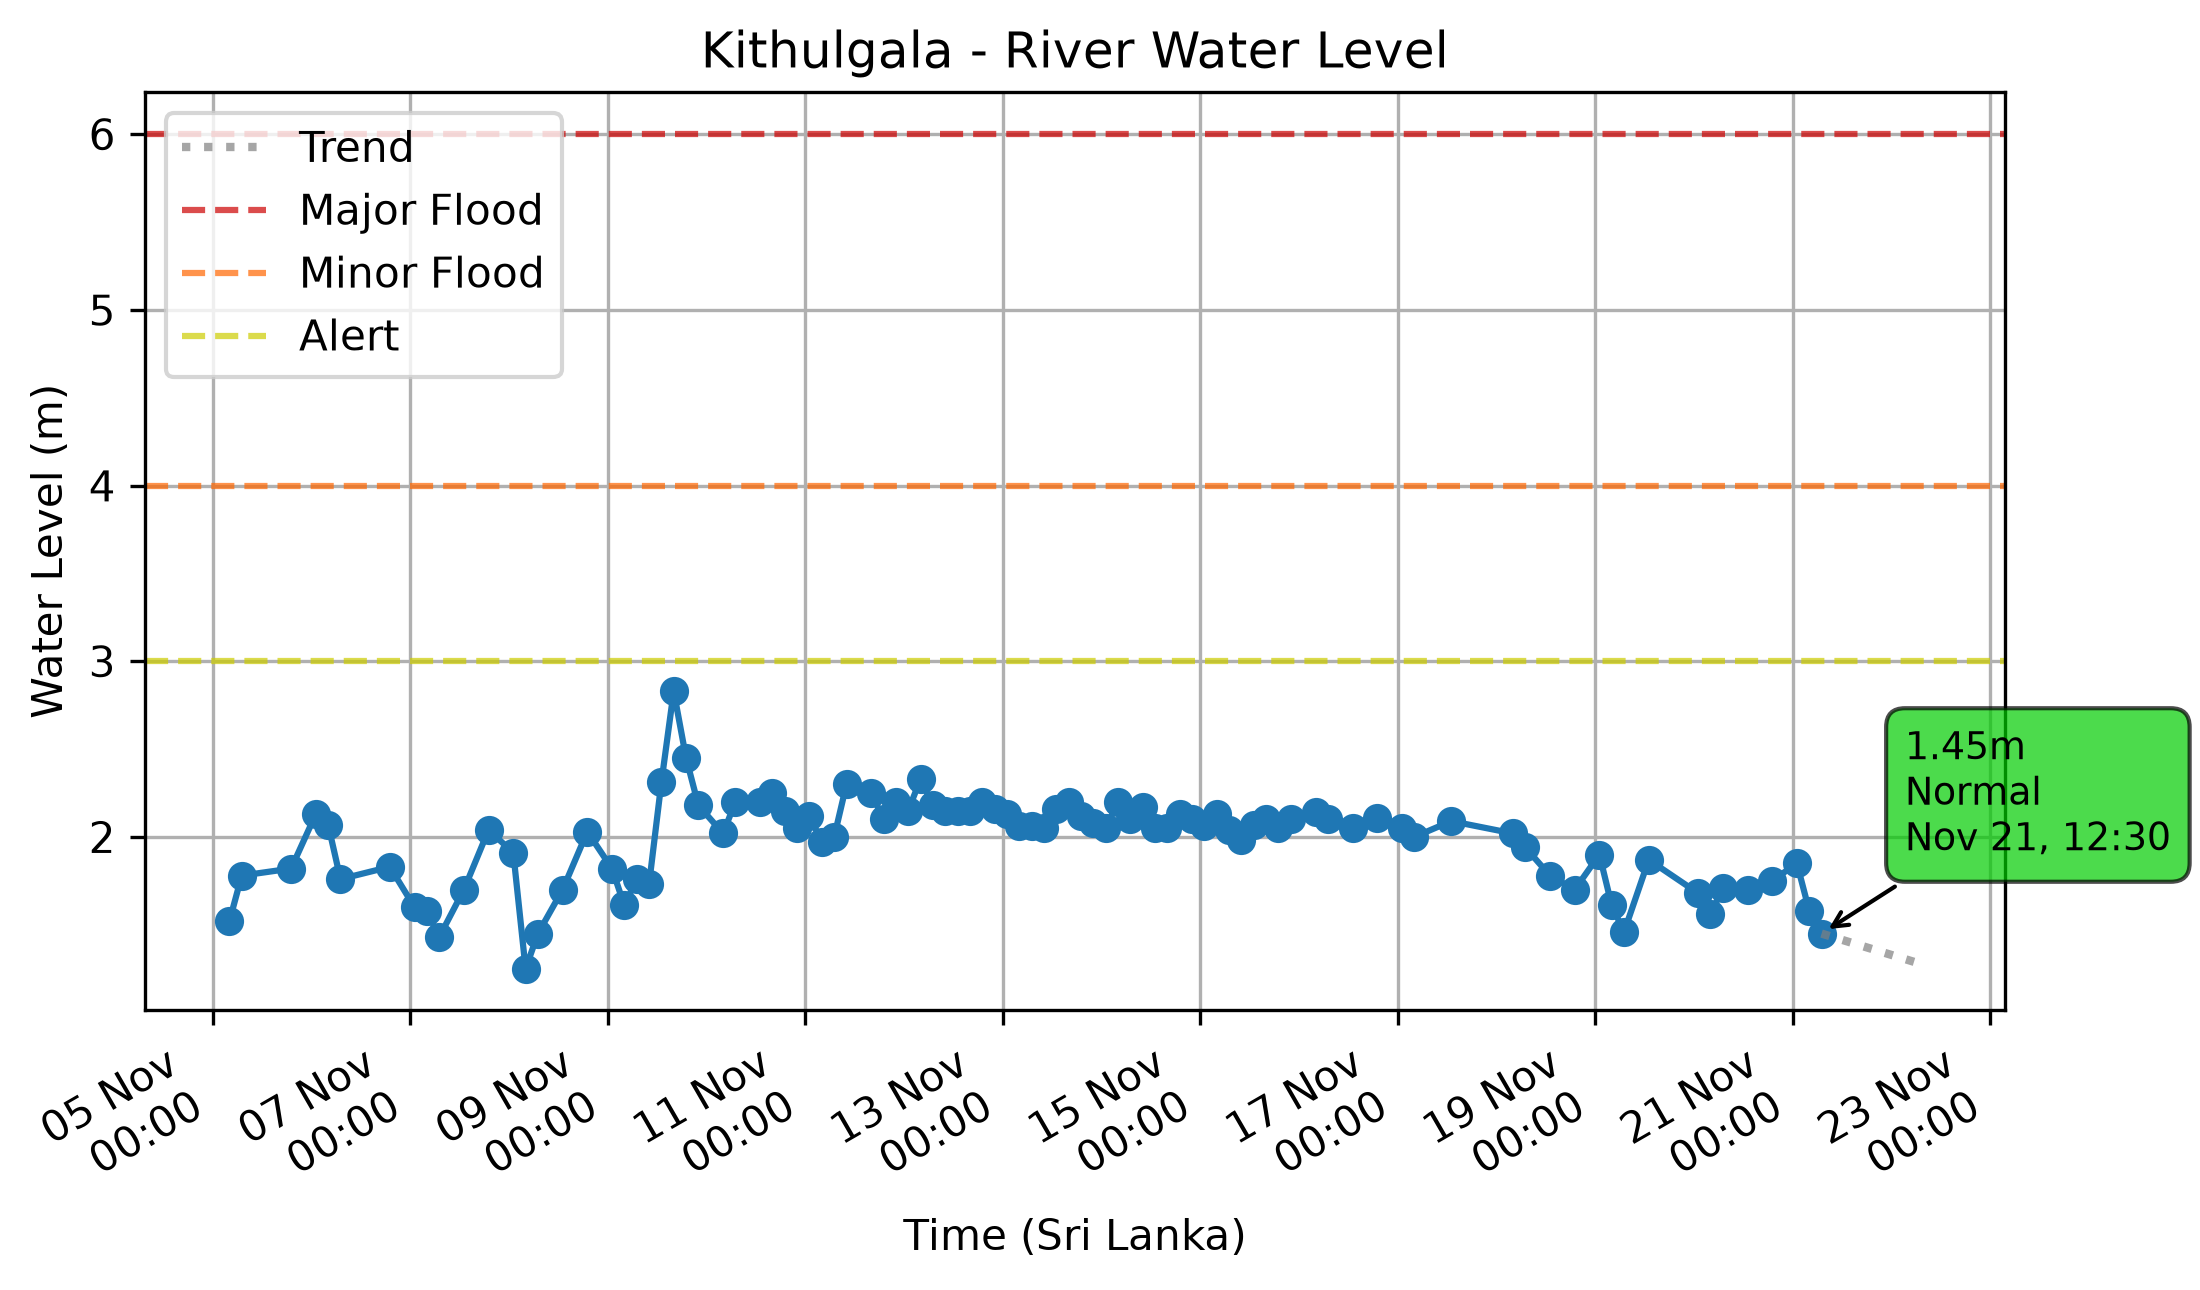 Kithulgala - River Water Level
Water Level (m)
6
5
4
3
2
Trend
Major Flood
Minor Flood
Alert
1.45m
Normal
Nov 21, 12:30
05 Nov
00:00
07 Nov
00:00
09 Nov
00:00
11 Nov
00:00
13 Nov
00:00
15 Nov
00:00
17 Nov
00:00
19 Nov
00:00
21 Nov
00:00
23 Nov
00:00
Time (Sri Lanka)